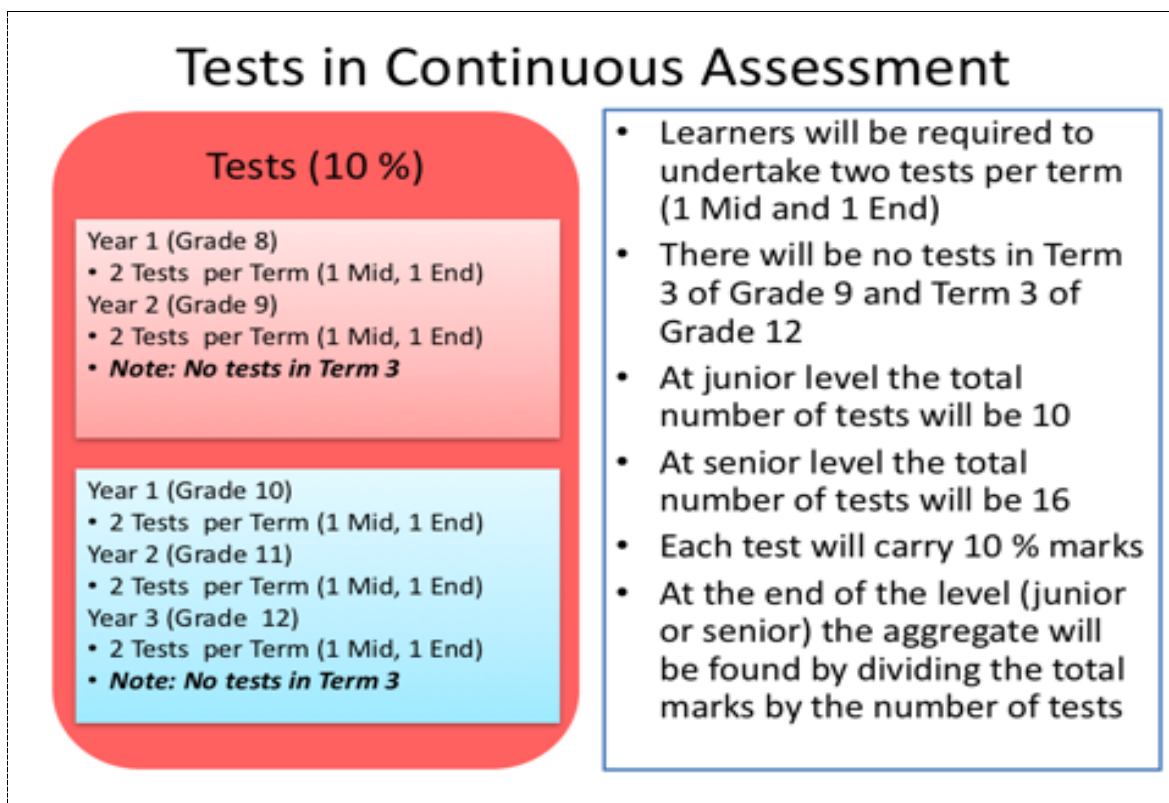 Tests in Continuous Assessment
Tests (10 %)
Year 1 (Grade 8)
• 2 Tests per Term (1 Mid, 1 End)
Year 2 (Grade 9)
• 2 Tests per Term (1 Mid, 1 End)
• Note: No tests in Term 3
Year 1 (Grade 10)
• 2 Tests per Term (1 Mid, 1 End)
Year 2 (Grade 11)
• 2 Tests per Term (1 Mid, 1 End)
Year 3 (Grade 12)
• 2 Tests per Term (1 Mid, 1 End)
• Note: No tests in Term 3
• Learners will be required to
undertake two tests per term
(1 Mid and 1 End)
• There will be no tests in Term
3 of Grade 9 and Term 3 of
Grade 12
• At junior level the total
number of tests will be 10
• At senior level the total
number of tests will be 16
• Each test will carry 10 % marks
• At the end of the level (junior
or senior) the aggregate will
be found by dividing the total
marks by the number of tests